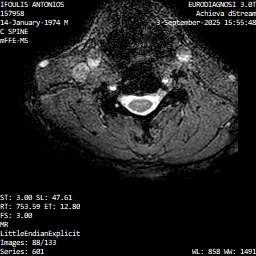 IFOULIS ANTONIOS
157958
14-January-1974 M
C SPINE
mFFE-MS
EURODIAGNOSI 3.0T
Achieva dStream
3-September-2025 15:55:48
ST: 3.00 SL: 47.61
RT: 753.59 ET: 12.80
FS: 3.00
MR
LittleEndianExplicit
Images: 88/133
Series: 601
WL: 858 WW: 1491